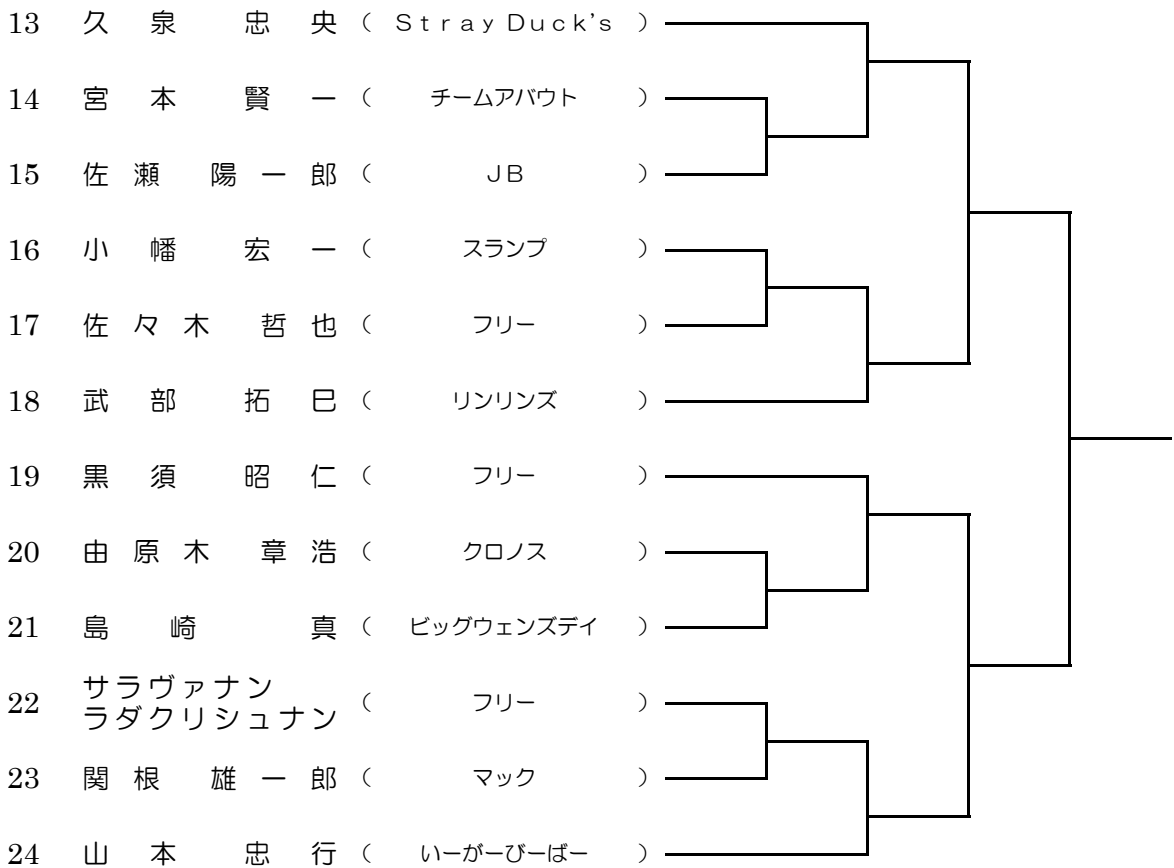 13 久泉 忠央 ( Stray Duck's )
14 宮本 賢一 ( チームアバウト )
15 佐瀬 陽一郎 ( JB )
16 小幡 宏一 ( スランプ )
17 佐々木 哲也 ( フリー )
18 武部 拓巳 ( リンリンズ )
19 黒須 昭仁 ( フリー )
20 由原木 章浩 ( クロノス )
21 島崎 真 ( ビッグウェンズデイ )
22 サラヴァナン ラダクリシュナン ( フリー )
23 関根 雄一郎 ( マック )
24 山本 忠行 ( いーがーびーばー )